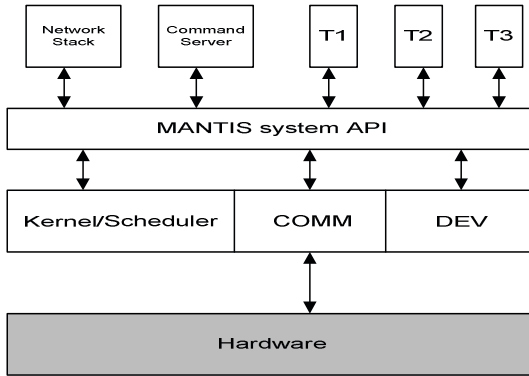 Network
Stack
Command
Server
T1
T2
T3
MANTIS system API
Kernel/Scheduler
COMM
DEV
Hardware